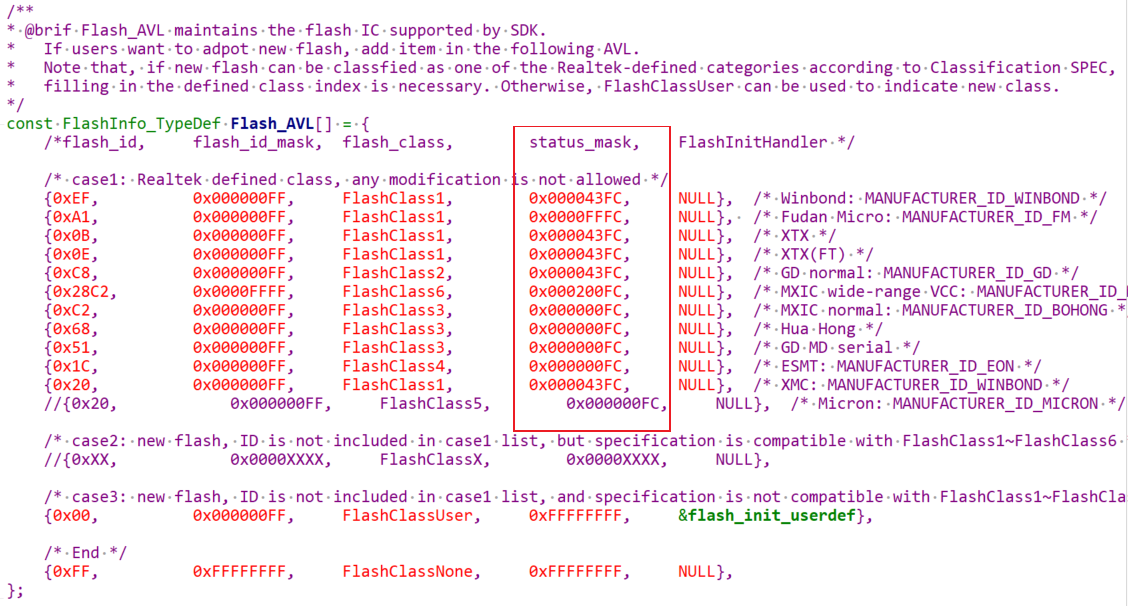 /**
* @brif Flash_AVL maintains the flash IC supported by SDK.
*   If users want to adpot new flash, add item in the following AVL.
*   Note that, if new flash can be classfied as one of the Realtek-defined categories according to Classification SPEC,
*   filling in the defined class index is necessary. Otherwise, FlashClassUser can be used to indicate new class.
*/
const FlashInfo_TypeDef Flash_AVL[] = {
    /*flash_id,     flash_id_mask,  flash_class,        status_mask,    FlashInitHandler */
    /* case1: Realtek defined class, any modification is not allowed */
    {0xEF,          0x000000FF,     FlashClass1,        0x000043FC,     NULL},  /* Winbond: MANUFACTURER_ID_WINBOND */
    {0xA1,          0x000000FF,     FlashClass1,        0x0000FFFC,     NULL},  /* Fudan Micro: MANUFACTURER_ID_FM */
    {0x0B,          0x000000FF,     FlashClass1,        0x000043FC,     NULL},  /* XTX */
    {0x0E,          0x000000FF,     FlashClass1,        0x000043FC,     NULL},  /* XTX(FT) */
    {0xC8,          0x000000FF,     FlashClass2,        0x000043FC,     NULL},  /* GD normal: MANUFACTURER_ID_GD */
    {0x28C2,        0x0000FFFF,     FlashClass6,        0x000200FC,     NULL},  /* MXIC wide-range VCC: MANUFACTURER_ID_
    {0xC2,          0x000000FF,     FlashClass3,        0x000000FC,     NULL},  /* MXIC normal: MANUFACTURER_ID_BOHONG *
    {0x68,          0x000000FF,     FlashClass3,        0x000000FC,     NULL},  /* Hua Hong */
    {0x51,          0x000000FF,     FlashClass3,        0x000000FC,     NULL},  /* GD MD serial */
    {0x1C,          0x000000FF,     FlashClass4,        0x000000FC,     NULL},  /* ESMT: MANUFACTURER_ID_EON */
    {0x20,          0x000000FF,     FlashClass1,        0x000043FC,     NULL},  /* XMC: MANUFACTURER_ID_WINBOND */
    //{0x20,            0x000000FF,     FlashClass5,        0x000000FC,     NULL},  /* Micron: MANUFACTURER_ID_MICRON */
    /* case2: new flash, ID is not included in case1 list, but specification is compatible with FlashClass1~FlashClass6
    //{0xXX,            0x0000XXXX,     FlashClassX,        0x0000XXXX,     NULL},
    /* case3: new flash, ID is not included in case1 list, and specification is not compatible with FlashClass1~FlashCla
    {0x00,          0x000000FF,     FlashClassUser,     0xFFFFFFFF,     &flash_init_userdef},
    /* End */
    {0xFF,          0xFFFFFFFF,     FlashClassNone,     0xFFFFFFFF,     NULL},
};